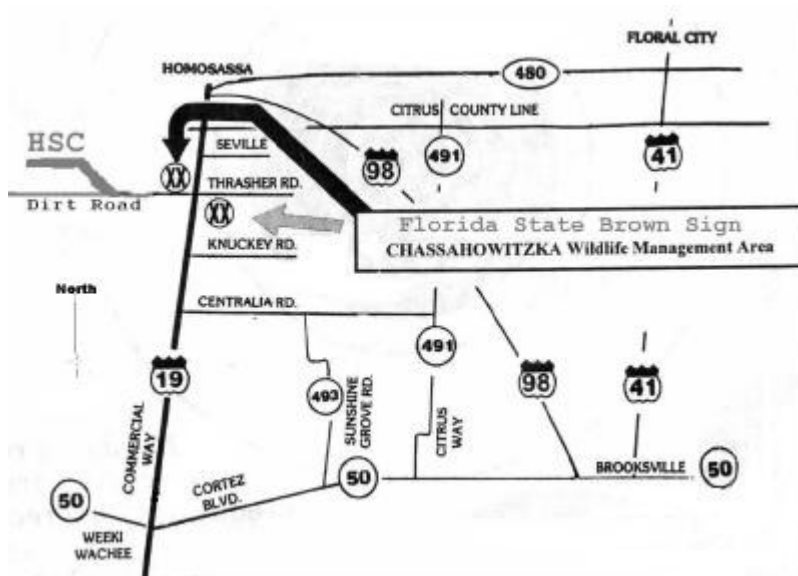 FLORAL CITY
HOMOSASSA
480
CITRUS COUNTY LINE
HSC
SEVILLE
98
491
41
XX
THRASHER RD.
Dirt Road
XX
Florida State Brown Sign
CHASSAHOWITZKA Wildlife Management Area
KNUCKEY RD.
North
CENTRALIA RD.
491
19
98
41
493
SUNSHINE
GROVE RD.
CITRUS
WAY
COMMERCIAL
WAY
50
CORTEZ
BLVD.
50
BROOKSVILLE
50
WEEKI
WACHEE